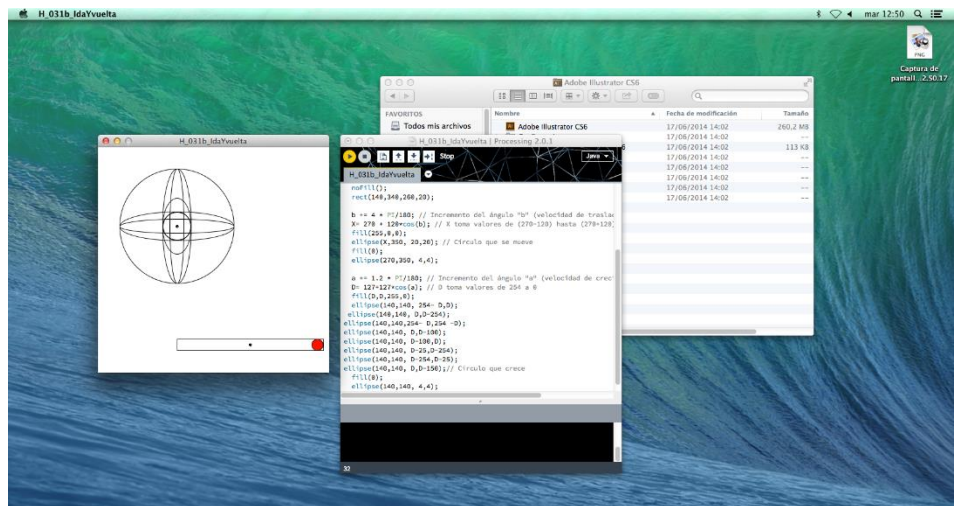 H_031b_IdaYvuelta
mar 12:50
PNG
Captura de
pantall...2.50.17
Adobe Illustrator CS6
FAVORITOS
Todos mis archivos
Nombre
Fecha de modificación
Tamaño
Adobe Illustrator CS6
17/06/2014 14:02
260,2 MB
17/06/2014 14:02
--
6
17/06/2014 14:02
113 KB
17/06/2014 14:02
--
17/06/2014 14:02
--
17/06/2014 14:02
--
17/06/2014 14:02
--
17/06/2014 14:02
--
H_031b_IdaYvuelta
H_031b_IdaYvuelta | Processing 2.0.1
Stop
Java
H_031b_IdaYvuelta
noFill();
rect(140,340,260,20);
b += 4 * PI/180; // Incremento del ángulo "b" (velocidad de traslac
X= 270 + 120*cos(b); // X toma valores de (270-120) hasta (270+120)
fill(255,0,0);
ellipse(X,350, 20,20); // Círculo que se mueve
fill(0);
ellipse(270,350, 4,4);
a += 1.2 * PI/180; // Incremento del ángulo "a" (velocidad de creci
D= 127+127*cos(a); // D toma valores de 254 a 0
fill(D,D,255,0);
ellipse(140,140, 254- D,D);
ellipse(140,140, D,D-254);
ellipse(140,140,254- D,254 -D);
ellipse(140,140, D,D-100);
ellipse(140,140, D-100,D);
ellipse(140,140, D-25,D-254);
ellipse(140,140, D-254,D-25);
ellipse(140,140, D,D-150);// Círculo que crece
fill(0);
ellipse(140,140, 4,4);
32